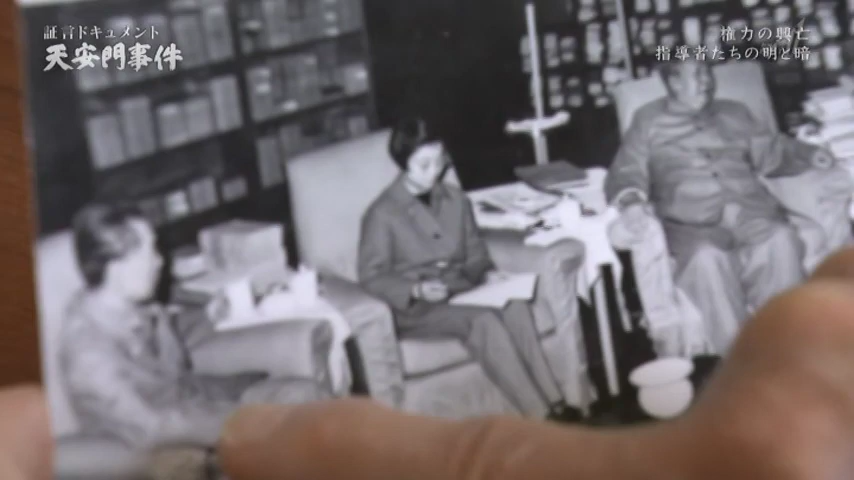 証言ドキュメント
天安門事件
権力の興亡
指導者たちの明と暗